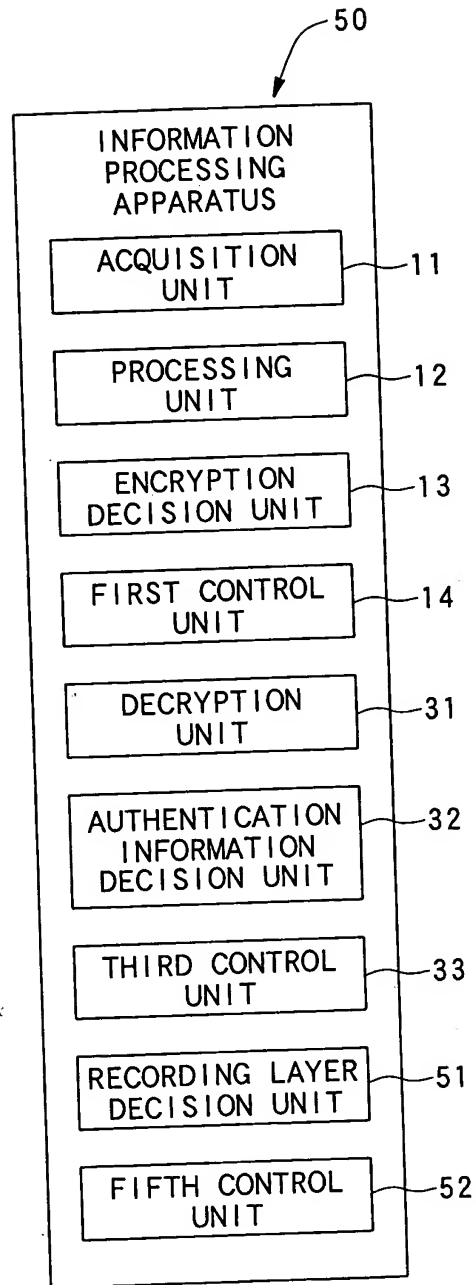 50
INFORMATION
PROCESSING
APPARATUS
ACQUISITION
UNIT
11
PROCESSING
UNIT
12
ENCRYPTION
DECISION UNIT
13
FIRST CONTROL
UNIT
14
DECRYPTION
UNIT
31
AUTHENTICATION
INFORMATION
DECISION UNIT
32
THIRD CONTROL
UNIT
33
RECORDING LAYER
DECISION UNIT
51
FIFTH CONTROL
UNIT
52